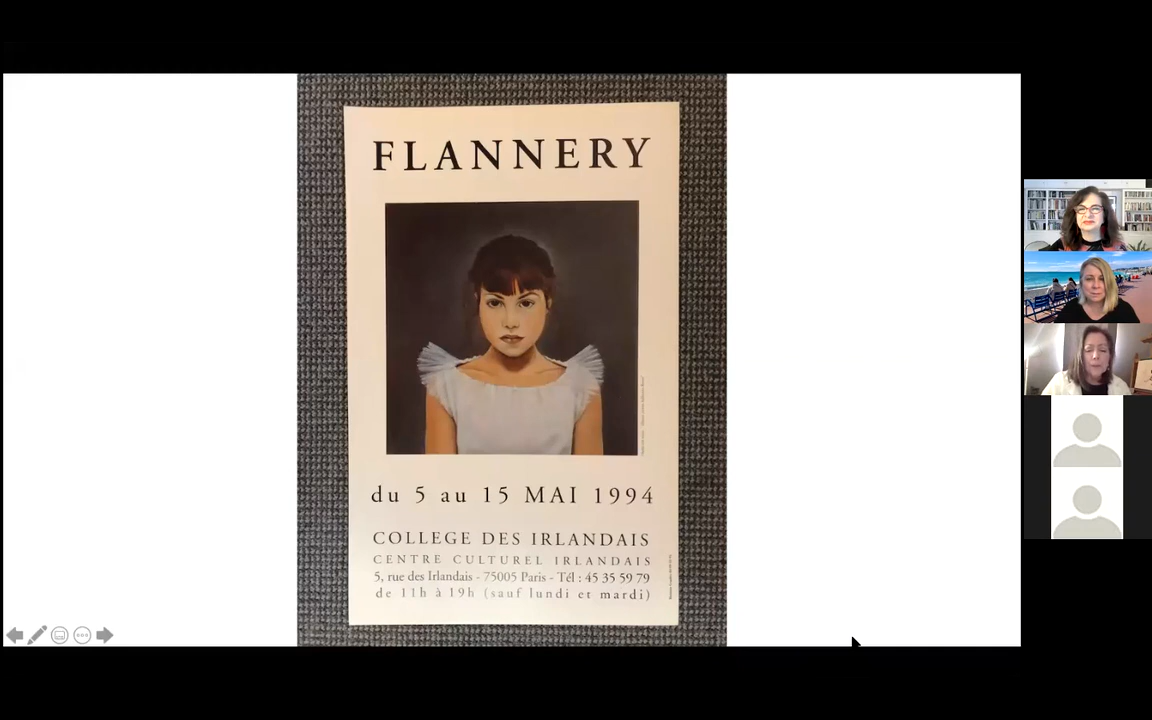 FLANNERY
du 5 au 15 MAI 1994
COLLEGE DES IRLANDAIS
CENTRE CULTUREL IRLANDAIS
5, rue des Irlandais - 75005 Paris - Tél : 45 35 59 79
de 11h à 19h (sauf lundi et mardi)